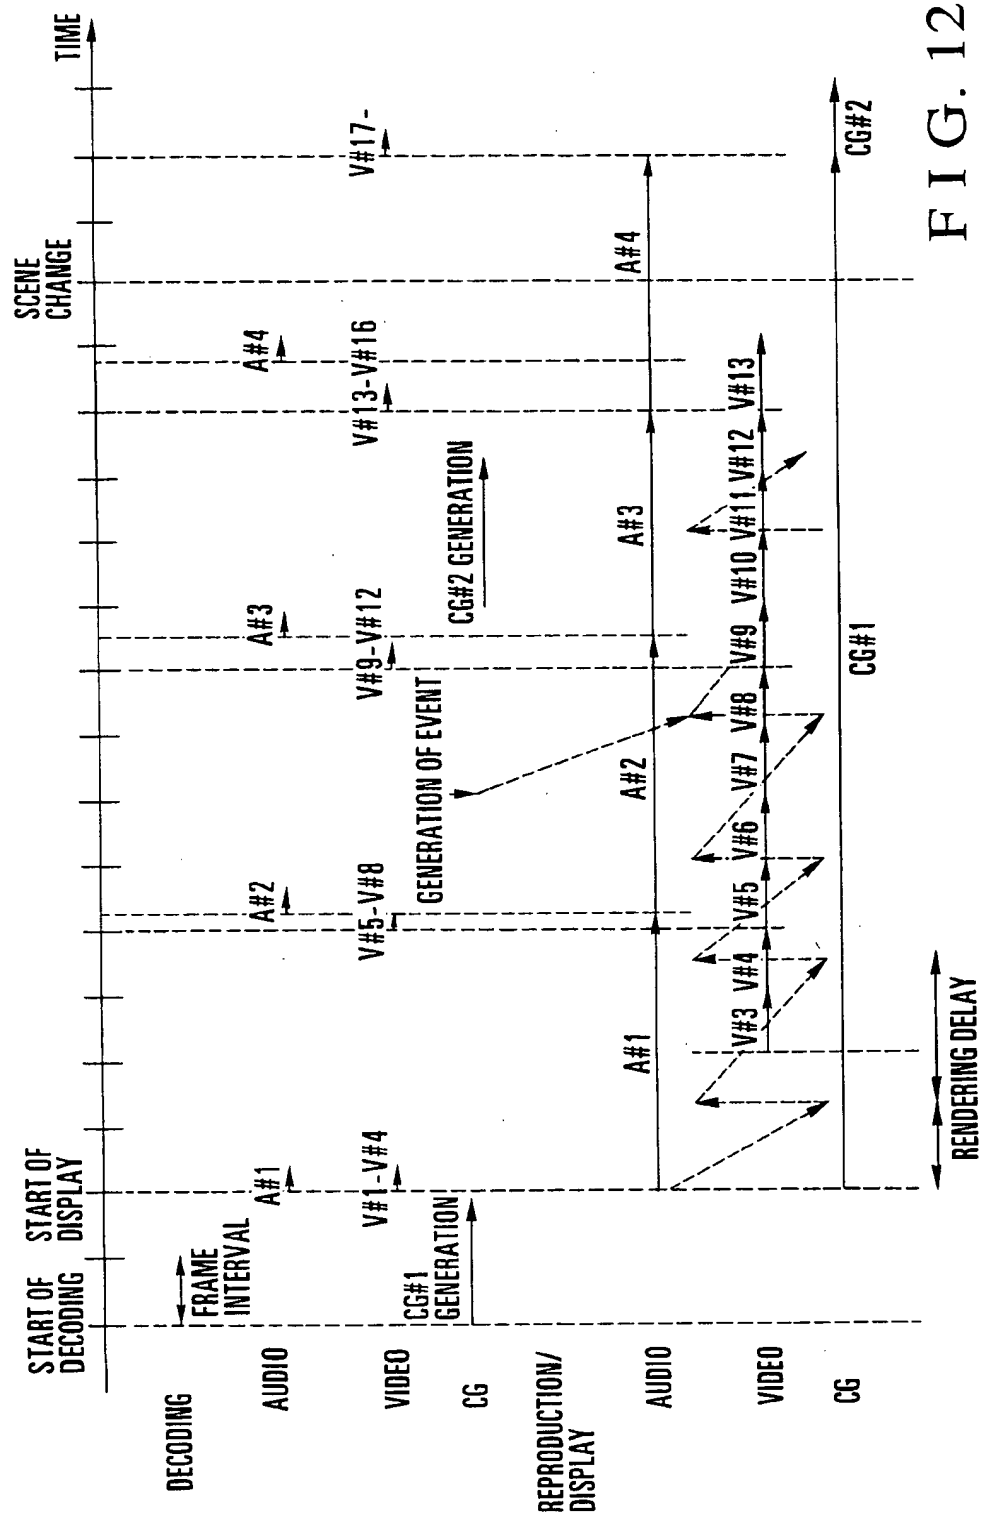 TIME
SCENE
CHANGE
START OF
DISPLAY
START OF
DECODING
FRAME
INTERVAL
DECODING
AUDIO
A#1
A#2
A#3
A#4
VIDEO
V#1-V#4
V#5-V#8
V#9-V#12
V#13-V#16
V#17-
CG
CG#1
GENERATION
GENERATION OF EVENT
CG#2 GENERATION
REPRODUCTION/
DISPLAY
AUDIO
A#1
A#2
A#3
A#4
VIDEO
V#3
V#4
V#5
V#6
V#7
V#8
V#9
V#10
V#11
V#12
V#13
CG
CG#1
CG#2
RENDERING DELAY
FIG. 12